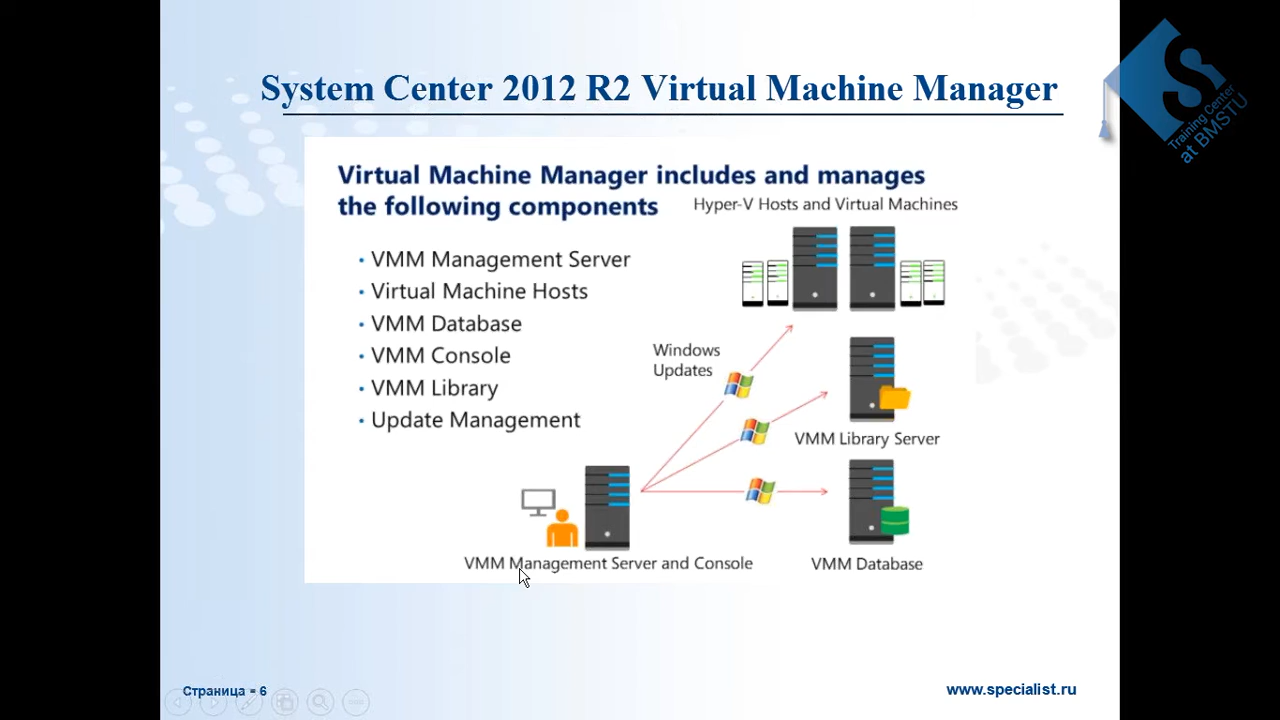 System Center 2012 R2 Virtual Machine Manager
S
Training Center
at BMSTU
Virtual Machine Manager includes and manages
the following components
Hyper-V Hosts and Virtual Machines
• VMM Management Server
• Virtual Machine Hosts
• VMM Database
• VMM Console
• VMM Library
• Update Management
Windows
Updates
VMM Library Server
VMM Management Server and Console
VMM Database
Страница = 6
www.specialist.ru